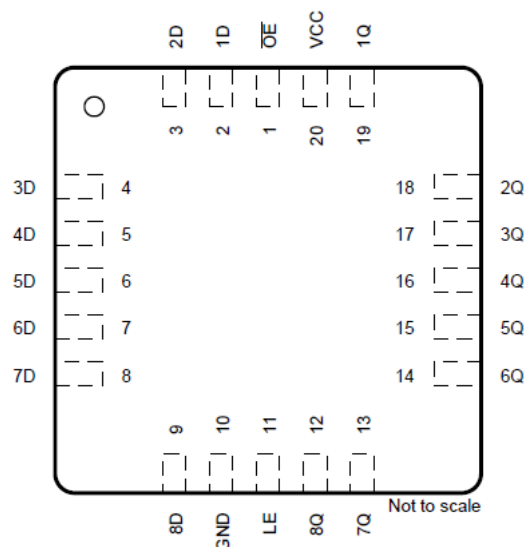 2D 1D OE VCC 1Q
3 2 1 20 19
3D 4 18 2Q
4D 5 17 3Q
5D 6 16 4Q
6D 7 15 5Q
7D 8 14 6Q
9 10 11 12 13
Not to scale
8D GND LE 8Q 7Q